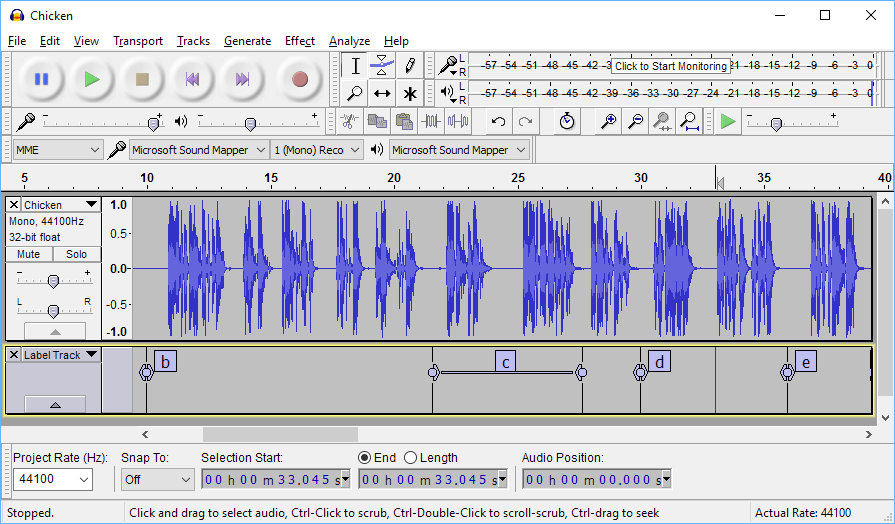 Chicken
File Edit View Transport Tracks Generate Effect Analyze Help
L R -57 -54 -51 -48 -45 -42 -39 Click to Start Monitoring -21 -18 -15 -12 -9 -6 -3 0
L R -57 -54 -51 -48 -45 -42 -39 -36 -33 -30 -27 -24 -21 -18 -15 -12 -9 -6 -3 0
- + - + - +
MME Microsoft Sound Mapper 1 (Mono) Reco Microsoft Sound Mapper
5 10 15 20 25 30 35 40
Chicken
Mono, 44100Hz
32-bit float
Mute Solo
- +
L R
1.0
0.5-
0.0-
-0.5-
-1.0
Label Track
b c d e
Project Rate (Hz): Snap To: Selection Start: End Length Audio Position:
44100 Off 00 h 00 m 33.045 s 00 h 00 m 33.045 s 00 h 00 m 00.000 s
Stopped. Click and drag to select audio, Ctrl-Click to scrub, Ctrl-Double-Click to scroll-scrub, Ctrl-drag to seek Actual Rate: 44100